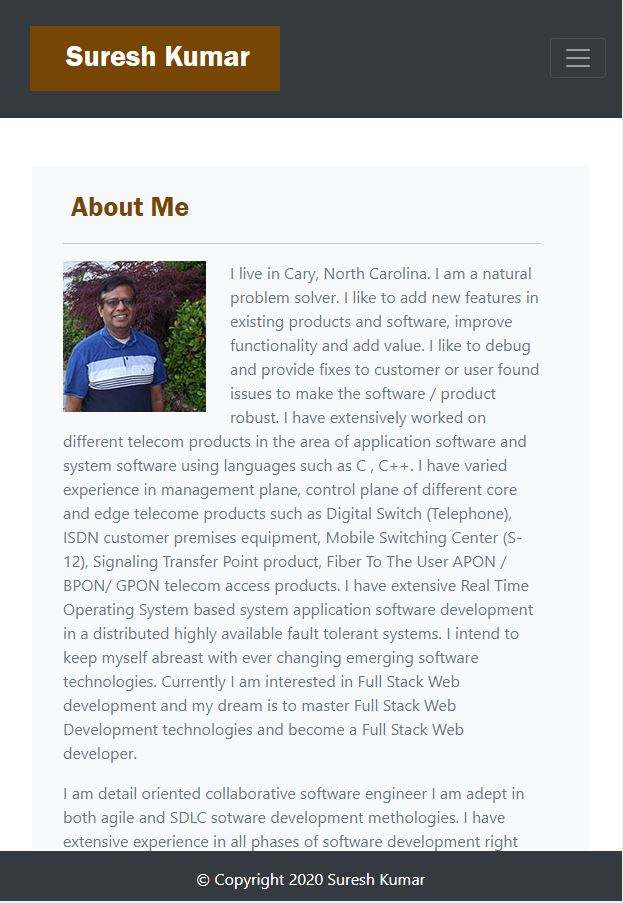 Suresh Kumar
About Me
I live in Cary, North Carolina. I am a natural
problem solver. I like to add new features in
existing products and software, improve
functionality and add value. I like to debug
and provide fixes to customer or user found
issues to make the software / product
robust. I have extensively worked on
different telecom products in the area of application software and
system software using languages such as C , C++. I have varied
experience in management plane, control plane of different core
and edge telecome products such as Digital Switch (Telephone),
ISDN customer premises equipment, Mobile Switching Center (S-
12), Signaling Transfer Point product, Fiber To The User APON /
BPON/ GPON telecom access products. I have extensive Real Time
Operating System based system application software development
in a distributed highly available fault tolerant systems. I intend to
keep myself abreast with ever changing emerging software
technologies. Currently I am interested in Full Stack Web
development and my dream is to master Full Stack Web
Development technologies and become a Full Stack Web
developer.
I am detail oriented collaborative software engineer I am adept in
both agile and SDLC sotware development methologies. I have
extensive experience in all phases of software development right
© Copyright 2020 Suresh Kumar